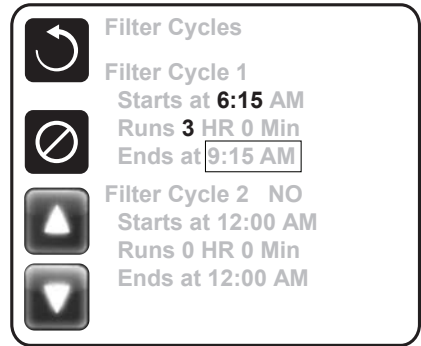 Filter Cycles
Filter Cycle 1
Starts at 6:15 AM
Runs 3 HR 0 Min
Ends at 9:15 AM
Filter Cycle 2 NO
Starts at 12:00 AM
Runs 0 HR 0 Min
Ends at 12:00 AM